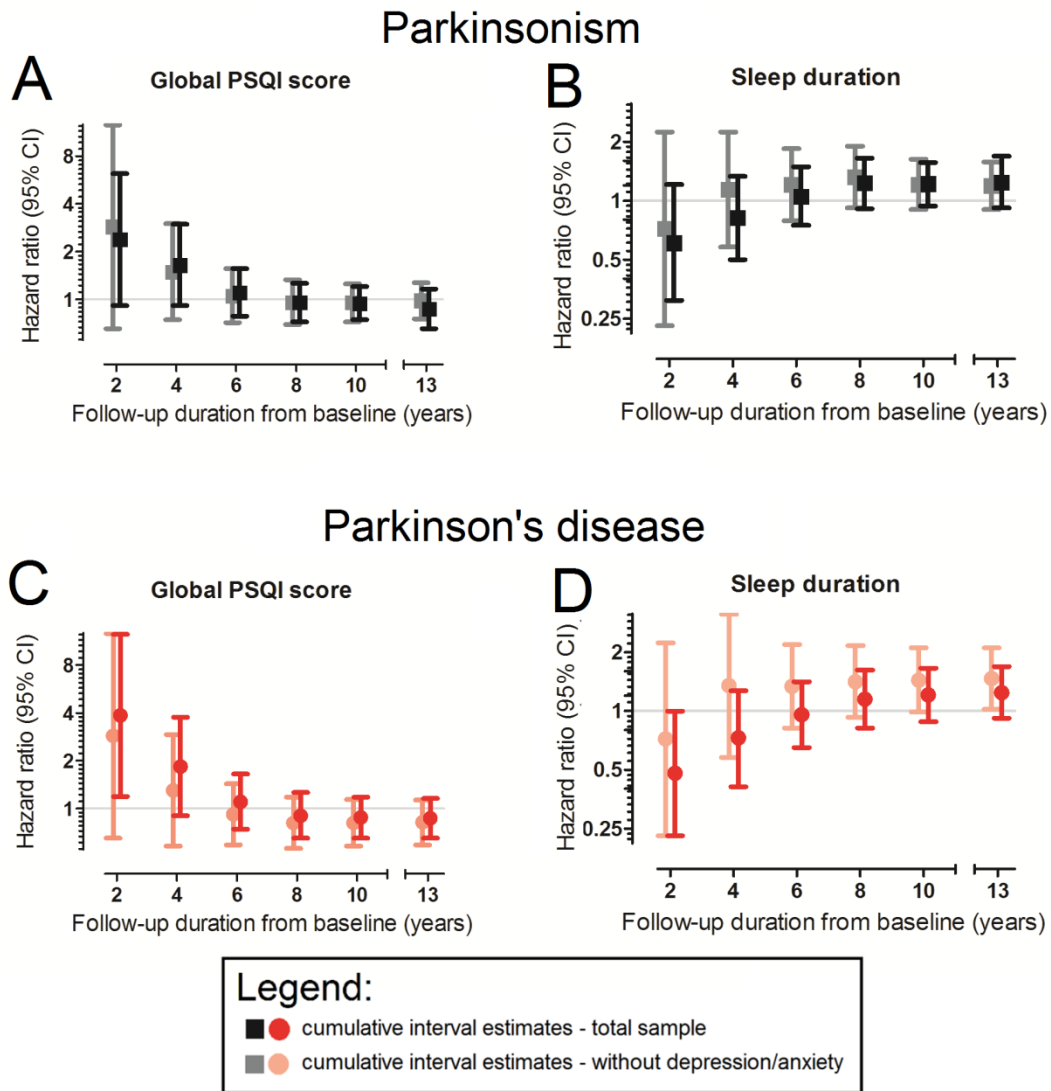 Parkinsonism
A
Global PSQI score
Hazard ratio (95% CI)
8
4
2
1
2 4 6 8 10 13
Follow-up duration from baseline (years)
B
Sleep duration
Hazard ratio (95% CI)
2
1
0.5
0.25
2 4 6 8 10 13
Follow-up duration from baseline (years)
Parkinson's disease
C
Global PSQI score
Hazard ratio (95% CI)
8
4
2
1
2 4 6 8 10 13
Follow-up duration from baseline (years)
D
Sleep duration
Hazard ratio (95% CI)
2
1
0.5
0.25
2 4 6 8 10 13
Follow-up duration from baseline (years)
Legend:
cumulative interval estimates - total sample
cumulative interval estimates - without depression/anxiety